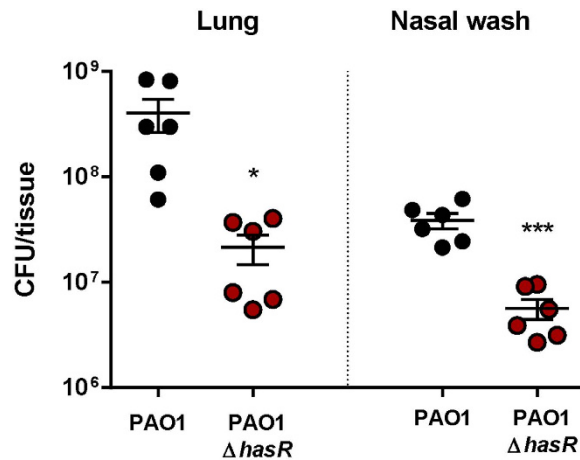 Lung Nasal wash
CFU/tissue
10⁹
10⁸
10⁷
10⁶
*
***
PAO1 PAO1 PAO1 PAO1
ΔhasR ΔhasR